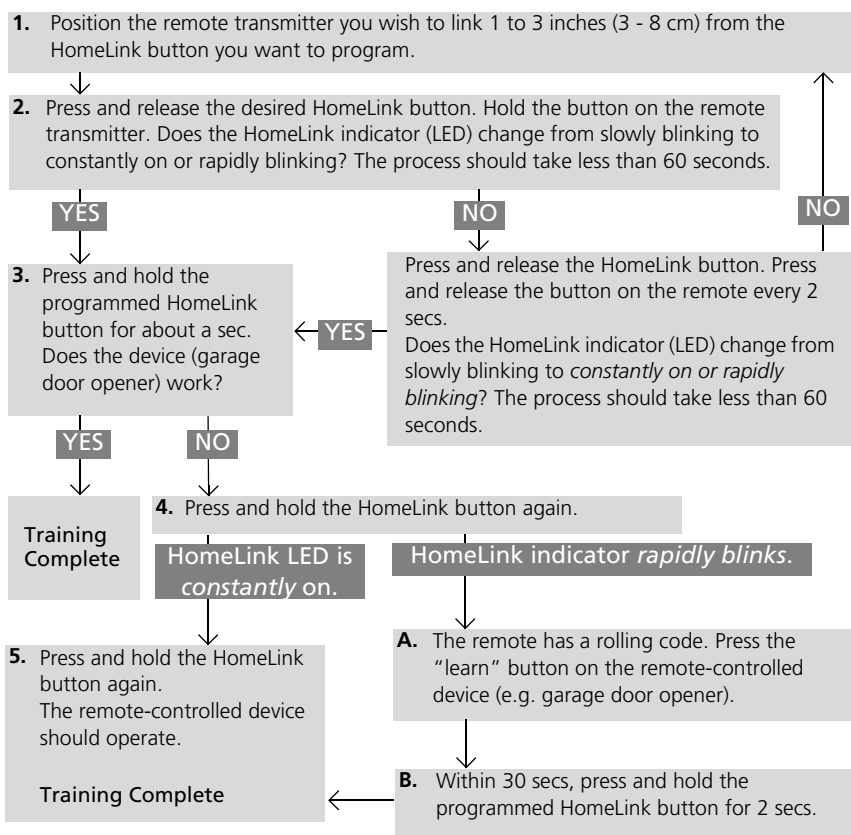 1. Position the remote transmitter you wish to link 1 to 3 inches (3 - 8 cm) from the
HomeLink button you want to program.
2. Press and release the desired HomeLink button. Hold the button on the remote
transmitter. Does the HomeLink indicator (LED) change from slowly blinking to
constantly on or rapidly blinking? The process should take less than 60 seconds.
YES
NO
NO
3. Press and hold the
programmed HomeLink
button for about a sec.
Does the device (garage
door opener) work?
YES
Press and release the HomeLink button. Press
and release the button on the remote every 2
secs.
Does the HomeLink indicator (LED) change from
slowly blinking to constantly on or rapidly
blinking? The process should take less than 60
seconds.
YES
NO
Training
Complete
4. Press and hold the HomeLink button again.
HomeLink LED is
constantly on.
HomeLink indicator rapidly blinks.
A. The remote has a rolling code. Press the
“learn” button on the remote-controlled
device (e.g. garage door opener).
5. Press and hold the HomeLink
button again.
The remote-controlled device
should operate.
Training Complete
B. Within 30 secs, press and hold the
programmed HomeLink button for 2 secs.